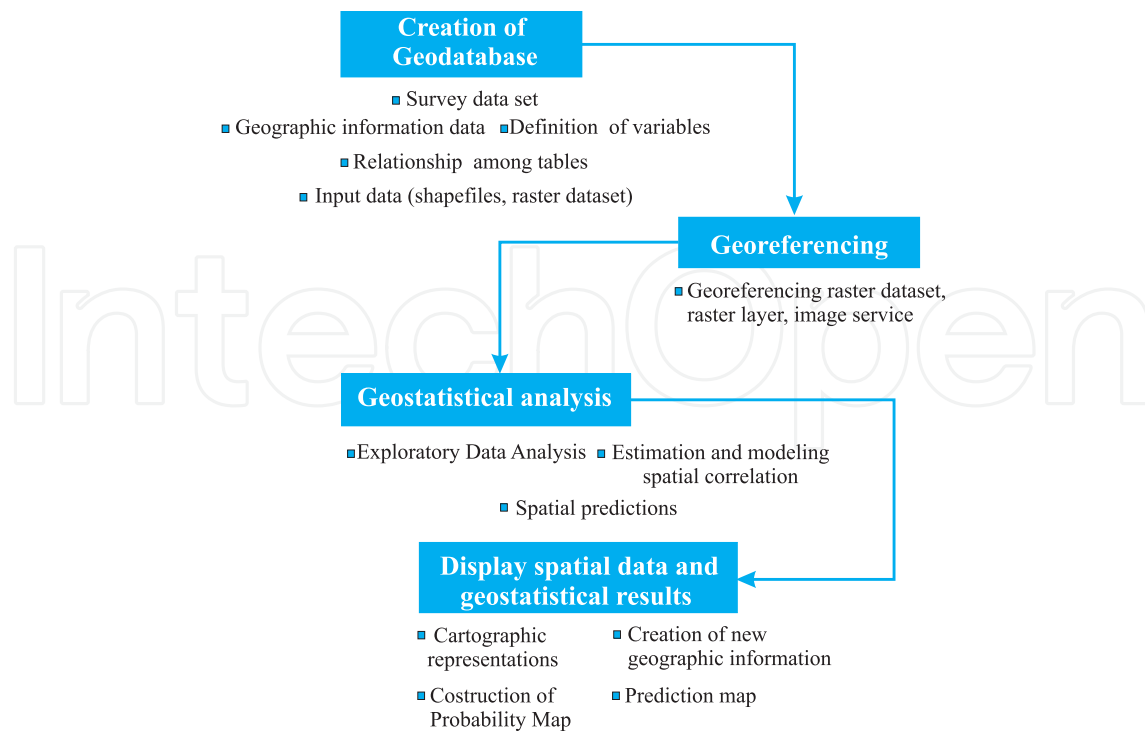 Creation of
Geodatabase
Survey data set
Geographic information data
Definition of variables
Relationship among tables
Input data (shapefiles, raster dataset)
Georeferencing
Georeferencing raster dataset,
raster layer, image service
IntechOpen
Geostatistical analysis
Exploratory Data Analysis
Estimation and modeling
spatial correlation
Spatial predictions
Display spatial data and
geostatistical results
Cartographic
representations
Creation of new
geographic information
Costruction of
Probability Map
Prediction map